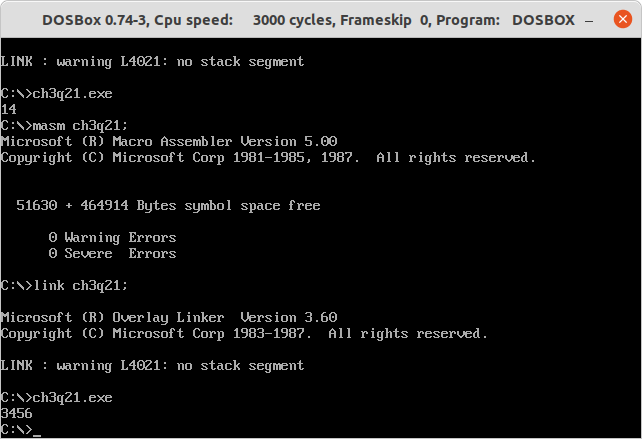 DOSBox 0.74-3, Cpu speed:    3000 cycles, Frameskip  0, Program:   DOSBOX
LINK : warning L4021: no stack segment
C:\>ch3q21.exe
14
C:\>masm ch3q21;
Microsoft (R) Macro Assembler Version 5.00
Copyright (C) Microsoft Corp 1981-1985, 1987.  All rights reserved.
51630 + 464914 Bytes symbol space free
0 Warning Errors
0 Severe  Errors
C:\>link ch3q21;
Microsoft (R) Overlay Linker  Version 3.60
Copyright (C) Microsoft Corp 1983-1987.  All rights reserved.
LINK : warning L4021: no stack segment
C:\>ch3q21.exe
3456
C:\>_